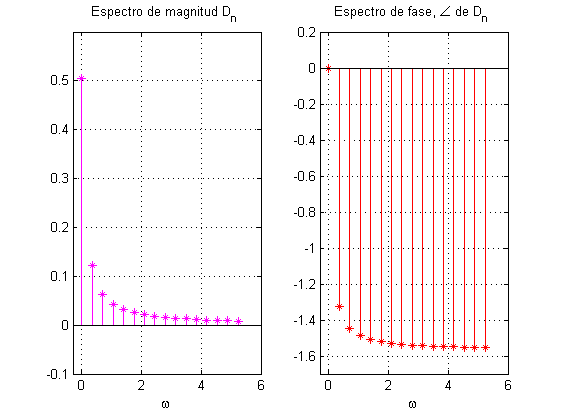 Espectro de magnitud Dn
0.5
0.4
0.3
0.2
0.1
0
-0.1
0 2 4 6
ω
Espectro de fase, ∠ de Dn
0.2
0
-0.2
-0.4
-0.6
-0.8
-1
-1.2
-1.4
-1.6
0 2 4 6
ω